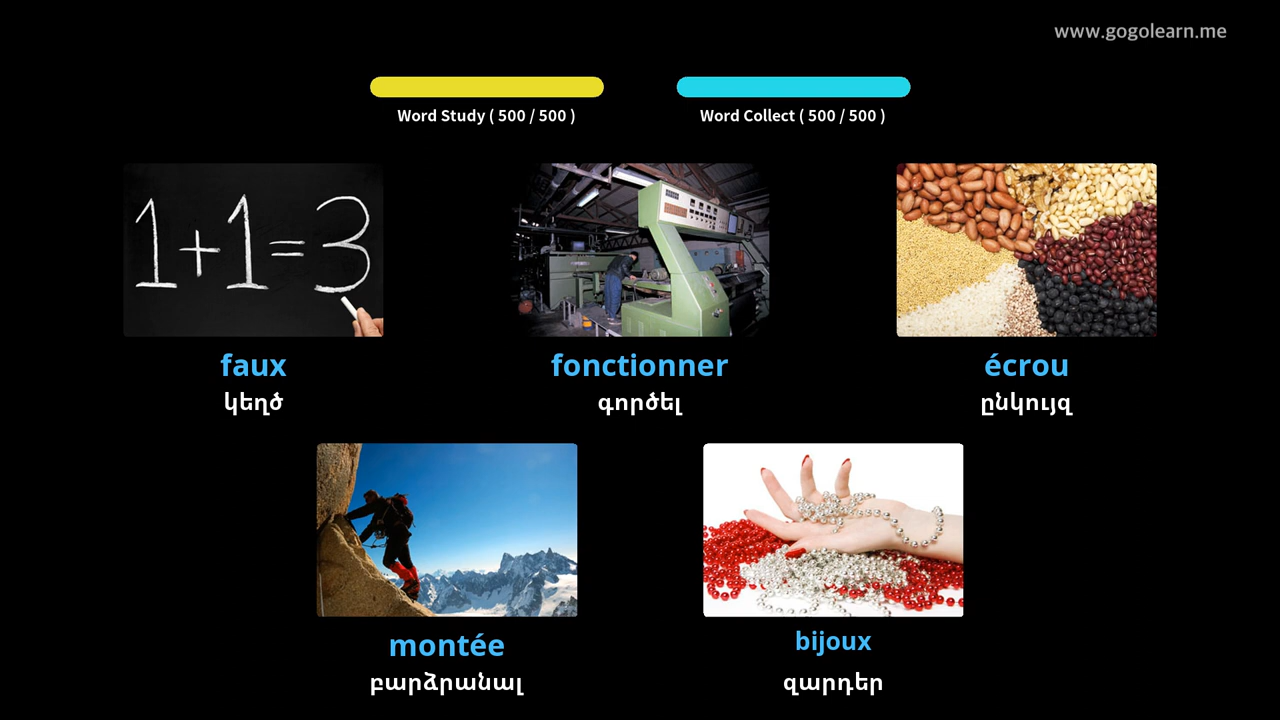 www.gogolearn.me
Word Study ( 500 / 500 )
Word Collect ( 500 / 500 )
1+1=3
faux
կեղծ
fonctionner
գործել
écrou
ընկույզ
montée
բարձրանալ
bijoux
զարդեր